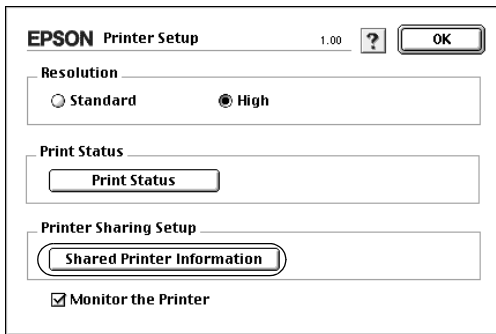 EPSON Printer Setup 1.00 ? OK
Resolution
Standard High
Print Status
Print Status
Printer Sharing Setup
Shared Printer Information
Monitor the Printer